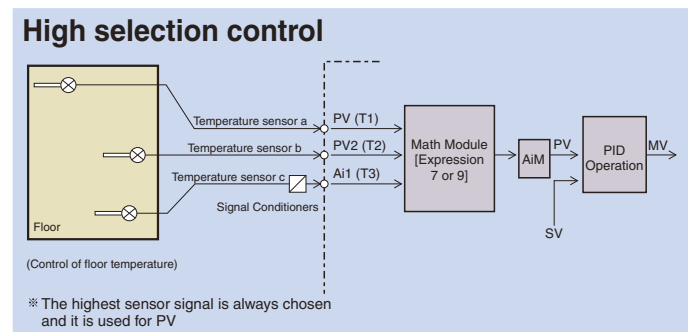 High selection control
Temperature sensor a
PV (T1)
Temperature sensor b
PV2 (T2)
Temperature sensor c
Ai1 (T3)
Signal Conditioners
Math Module
[Expression
7 or 9]
AiM
PV
PID
Operation
MV
SV
Floor
(Control of floor temperature)
※ The highest sensor signal is always chosen
and it is used for PV